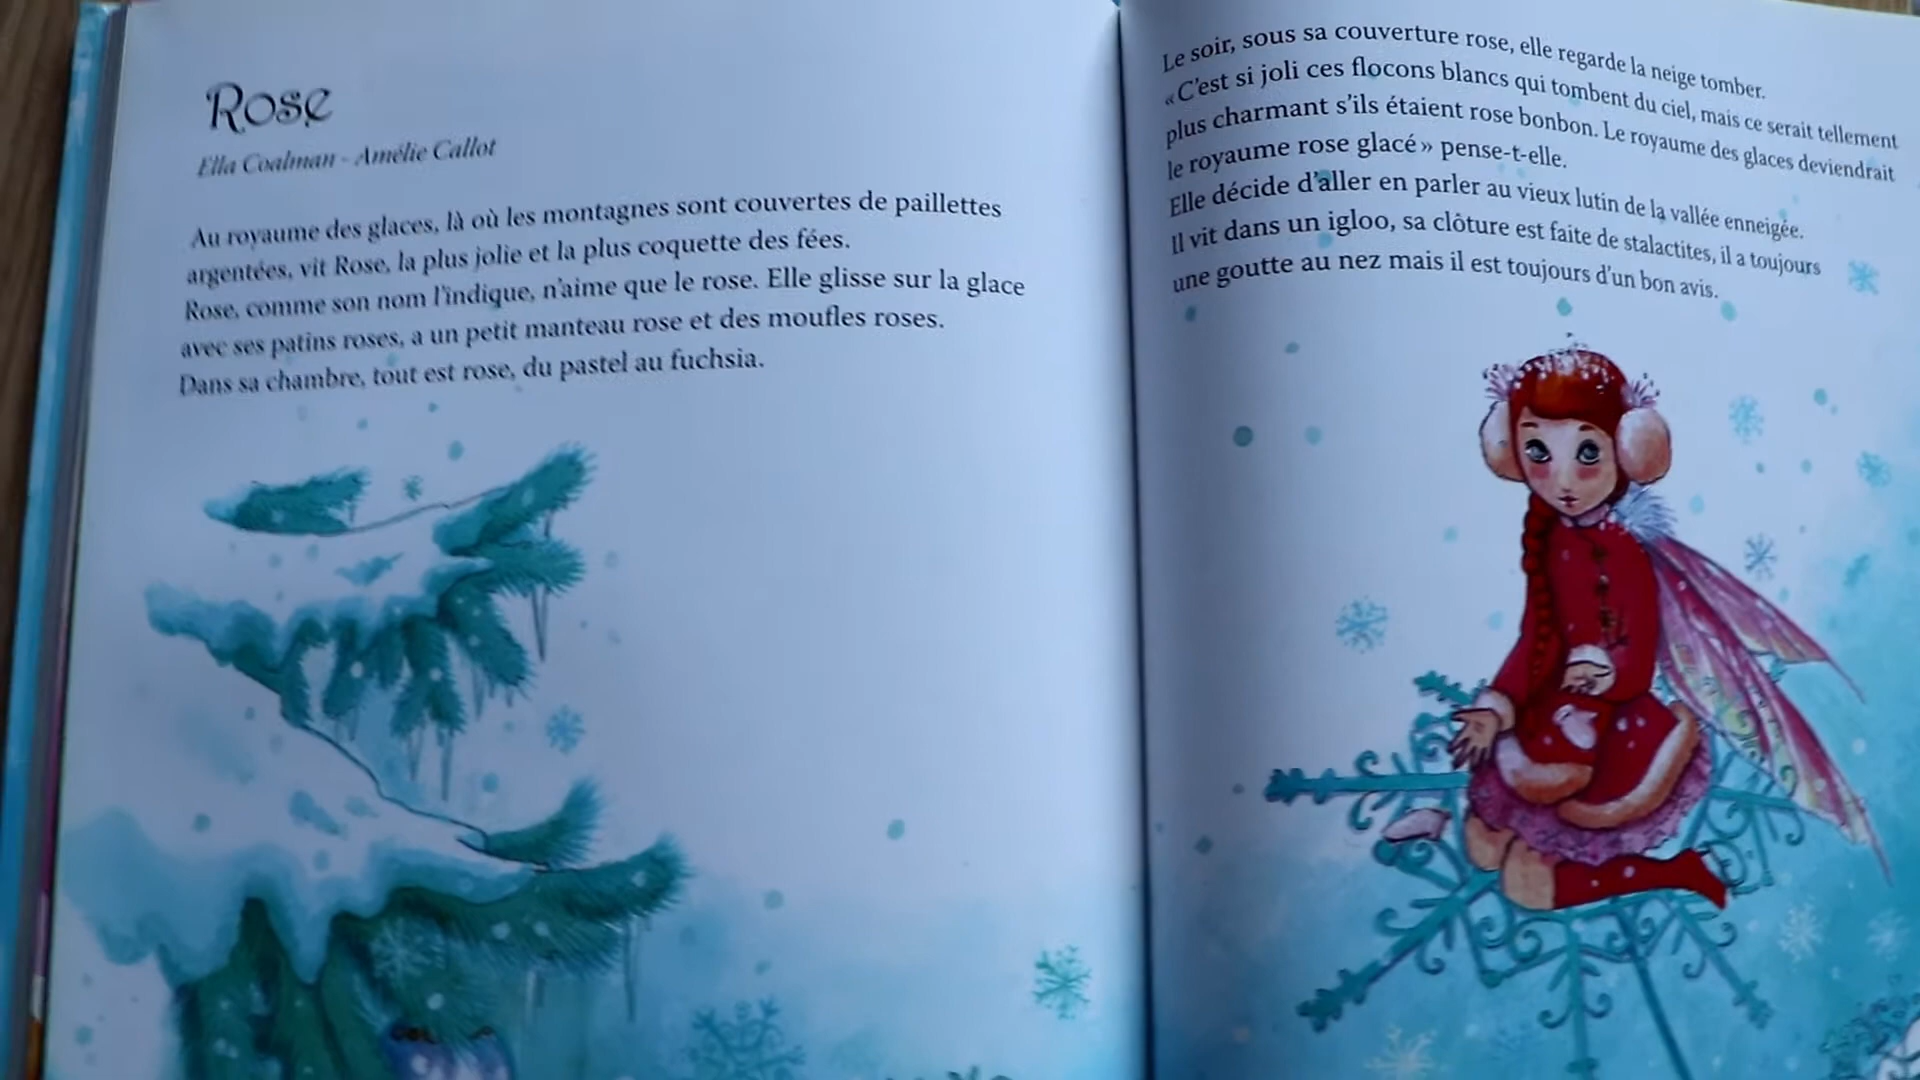 Rose
Ella Coalman - Amélie Callot
Au royaume des glaces, là où les montagnes sont couvertes de paillettes
argentées, vit Rose, la plus jolie et la plus coquette des fées.
Rose, comme son nom l'indique, n'aime que le rose. Elle glisse sur la glace
avec ses patins roses, a un petit manteau rose et des moufles roses.
Dans sa chambre, tout est rose, du pastel au fuchsia.
Le soir, sous sa couverture rose, elle regarde la neige tomber.
« C'est si joli ces flocons blancs qui tombent du ciel, mais ce serait tellement
plus charmant s'ils étaient rose bonbon. Le royaume des glaces deviendrait
le royaume rose glacé » pense-t-elle.
Elle décide d'aller en parler au vieux lutin de la vallée enneigée.
Il vit dans un igloo, sa clôture est faite de stalactites, il a toujours
une goutte au nez mais il est toujours d'un bon avis.